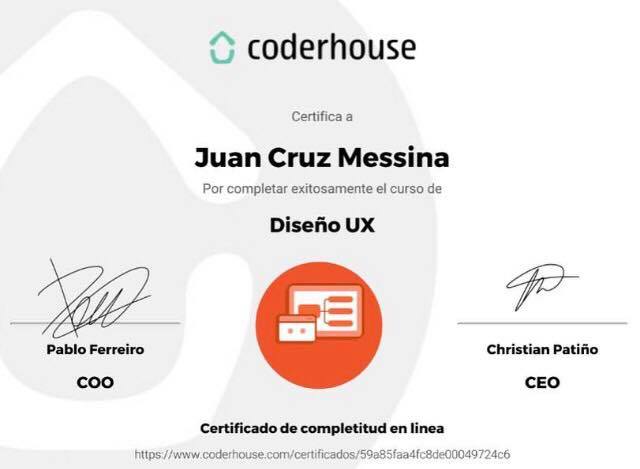 coderhouse
Certifica a
Juan Cruz Messina
Por completar exitosamente el curso de
Diseño UX
Pablo Ferreiro
COO
Christian Patiño
CEO
Certificado de completitud en linea
https://www.coderhouse.com/certificados/59a85faa4fc8de00049724c6